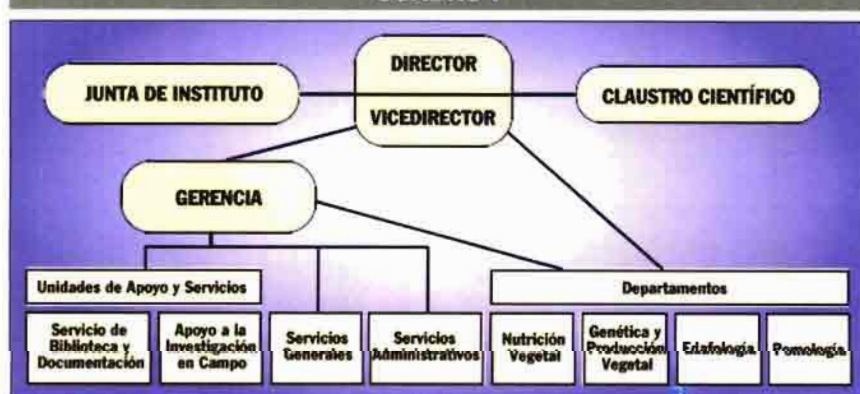 DIRECTOR
JUNTA DE INSTITUTO
CLAUSTRO CIENTÍFICO
VICEDIRECTOR
GERENCIA
Unidades de Apoyo y Servicios
Departamentos
Servicio de
Biblioteca y
Documentación
Apoyo a la
Investigación
en Campo
Servicios
Generales
Servicios
Administrativos
Nutrición
Vegetal
Genética y
Producción
Vegetal
Edafología
Pomología